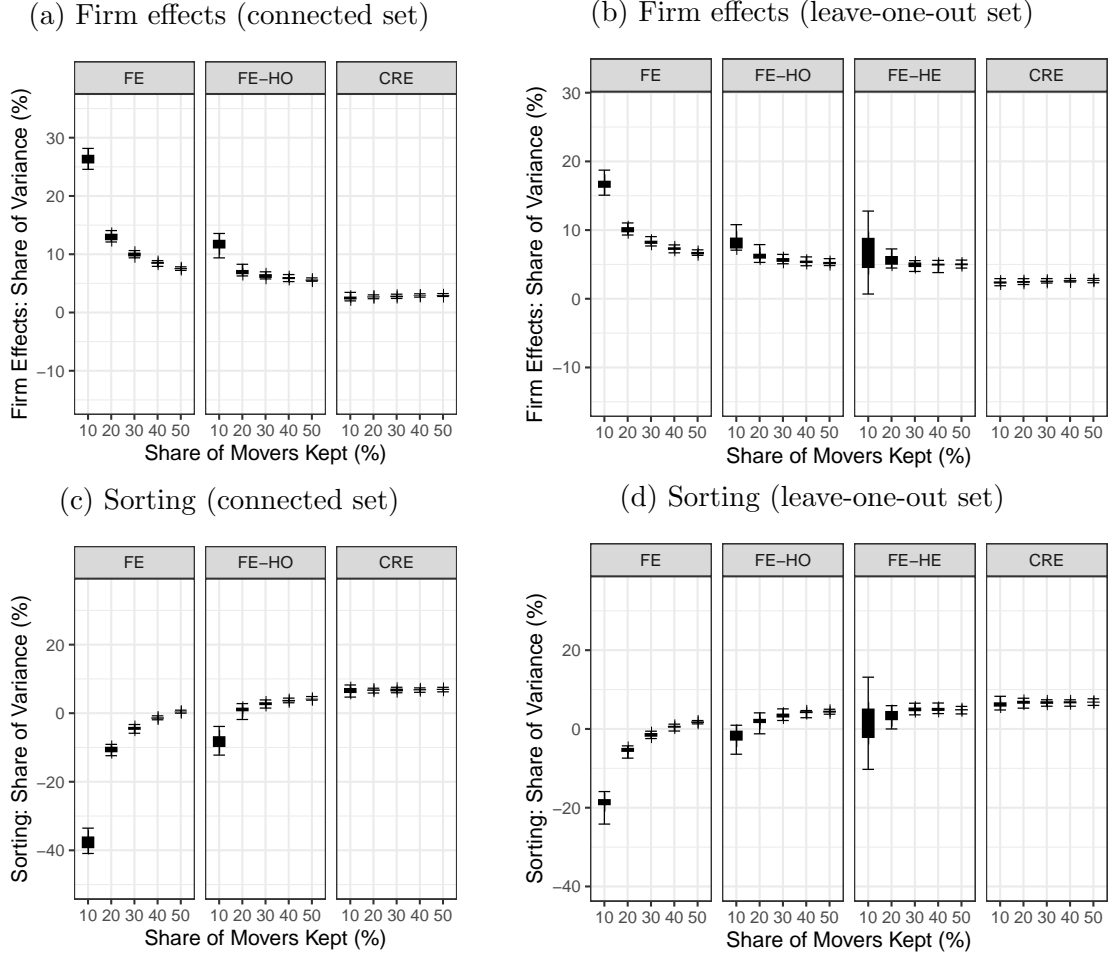 (a) Firm effects (connected set)
(b) Firm effects (leave-one-out set)
FE FE−HO CRE
Firm Effects: Share of Variance (%)
30
20
10
0
−10
10 20 30 40 50 10 20 30 40 50 10 20 30 40 50
Share of Movers Kept (%)
FE FE−HO FE−HE CRE
Firm Effects: Share of Variance (%)
30
20
10
0
−10
10 20 30 40 50 10 20 30 40 50 10 20 30 40 50 10 20 30 40 50
Share of Movers Kept (%)
(c) Sorting (connected set)
(d) Sorting (leave-one-out set)
FE FE−HO CRE
Sorting: Share of Variance (%)
20
0
−20
−40
10 20 30 40 50 10 20 30 40 50 10 20 30 40 50
Share of Movers Kept (%)
FE FE−HO FE−HE CRE
Sorting: Share of Variance (%)
20
0
−20
−40
10 20 30 40 50 10 20 30 40 50 10 20 30 40 50 10 20 30 40 50
Share of Movers Kept (%)